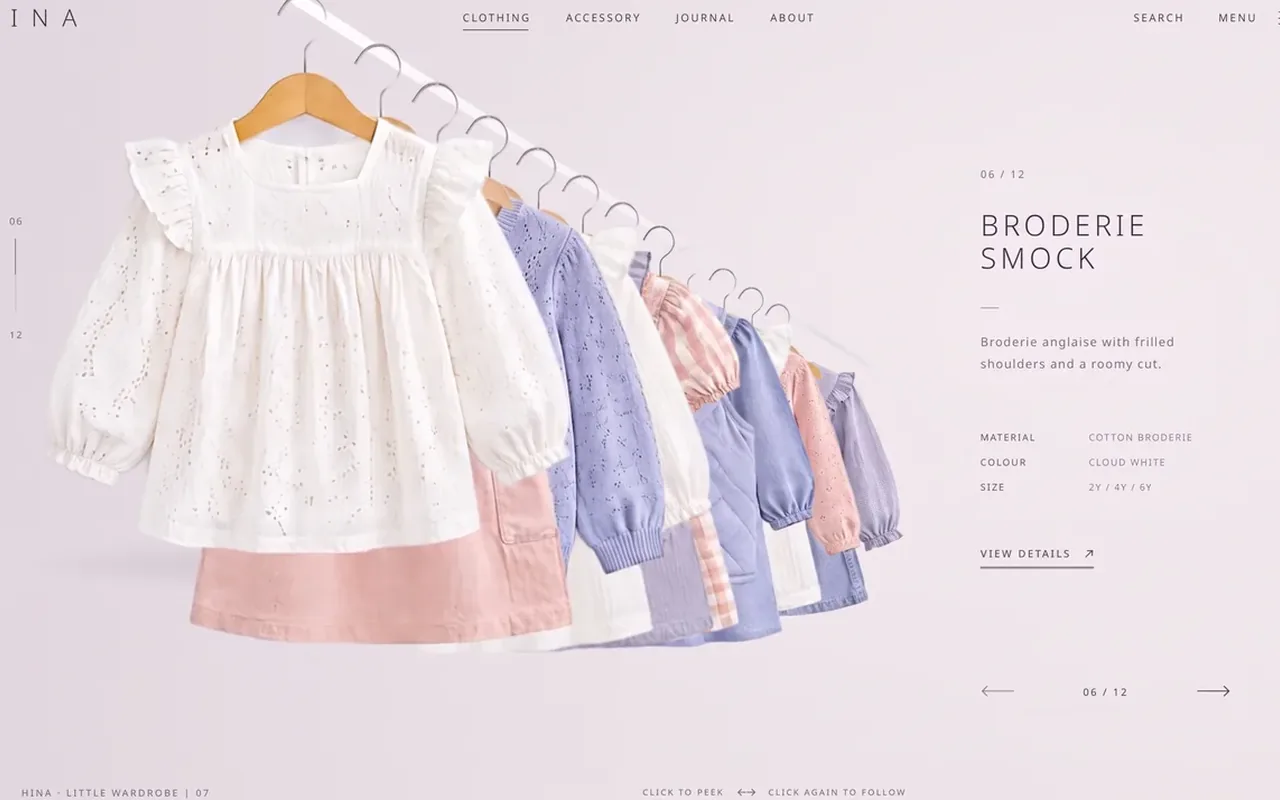 INA
CLOTHING
ACCESSORY
JOURNAL
ABOUT
SEARCH
MENU
06
12
06 / 12
BRODERIE
SMOCK
Broderie anglaise with frilled
shoulders and a roomy cut.
MATERIAL COTTON BRODERIE
COLOUR CLOUD WHITE
SIZE 2Y / 4Y / 6Y
VIEW DETAILS
06 / 12
HINA · LITTLE WARDROBE | 07
CLICK TO PEEK ↔ CLICK AGAIN TO FOLLOW